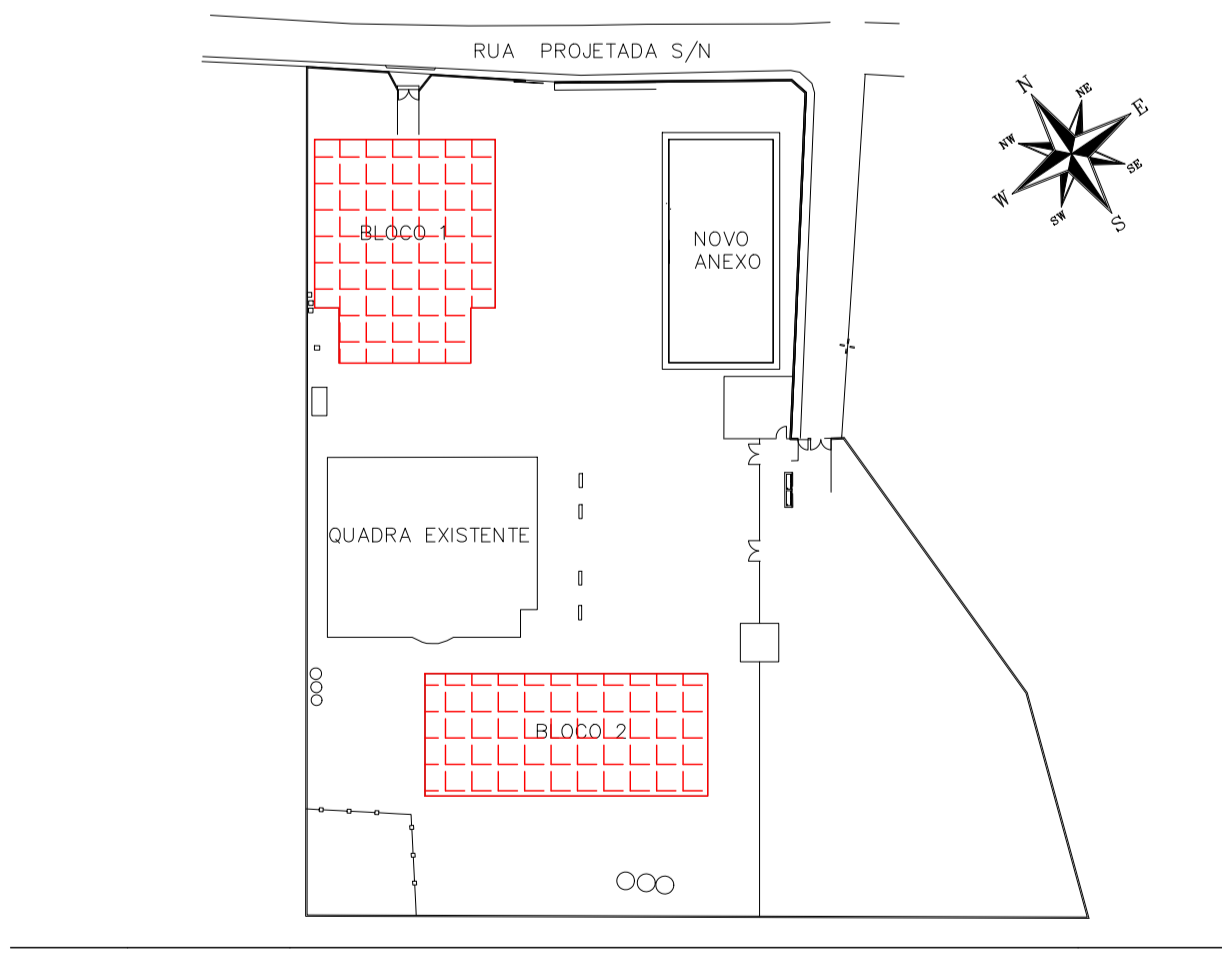 RUA PROJETADA S/N
N
NE
E
NW
SE
W
SW
S
BLOCO 1
NOVO
ANEXO
QUADRA EXISTENTE
BLOCO 2